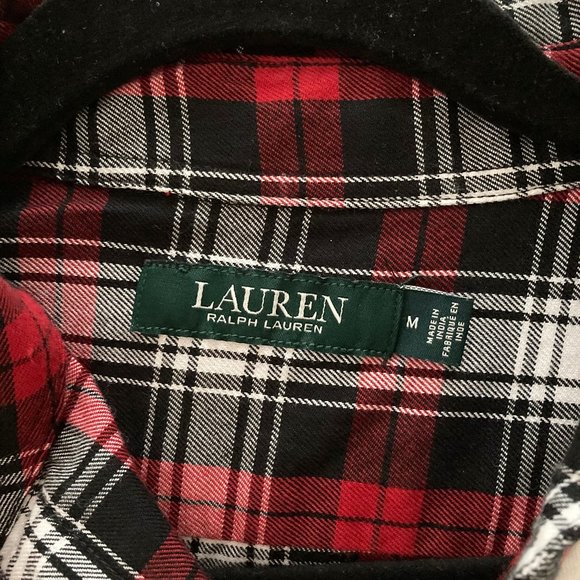 LAUREN
RALPH LAUREN
M
MADE IN
INDIA
FABRIQUÉ EN
INDE